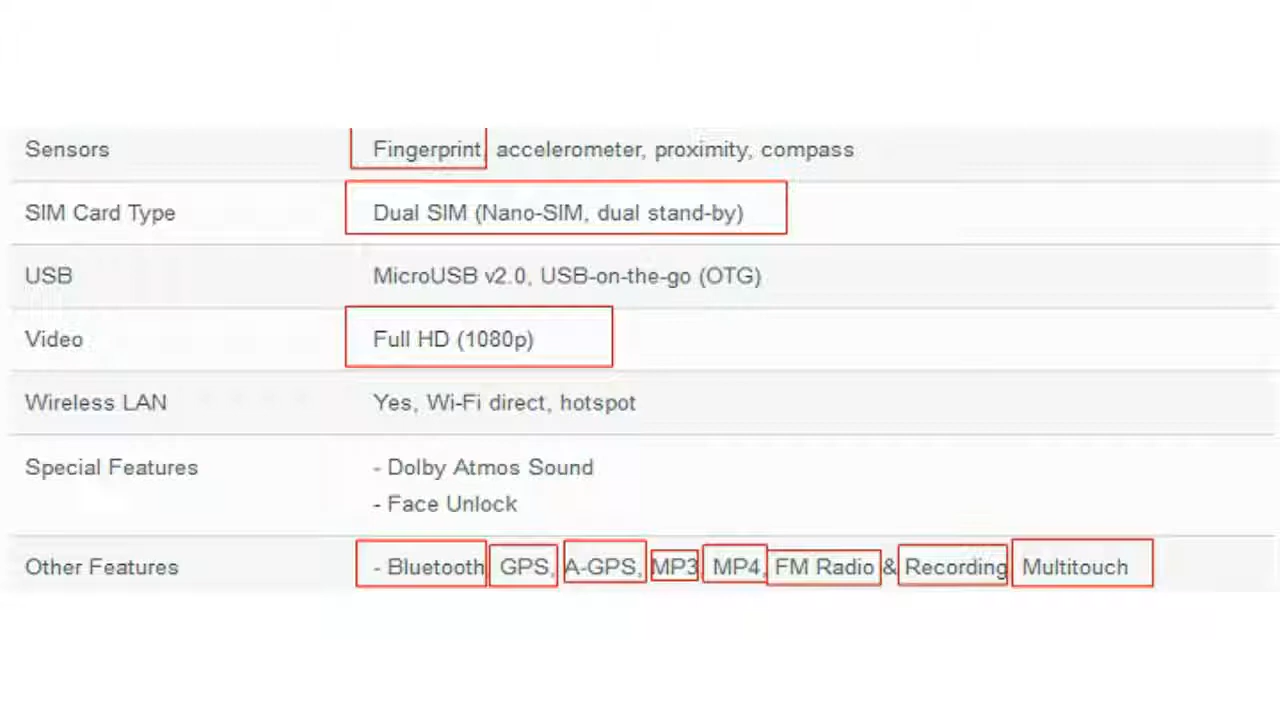 Sensors Fingerprint, accelerometer, proximity, compass
SIM Card Type Dual SIM (Nano-SIM, dual stand-by)
USB MicroUSB v2.0, USB-on-the-go (OTG)
Video Full HD (1080p)
Wireless LAN Yes, Wi-Fi direct, hotspot
Special Features - Dolby Atmos Sound
- Face Unlock
Other Features - Bluetooth GPS, A-GPS, MP3 MP4, FM Radio & Recording Multitouch